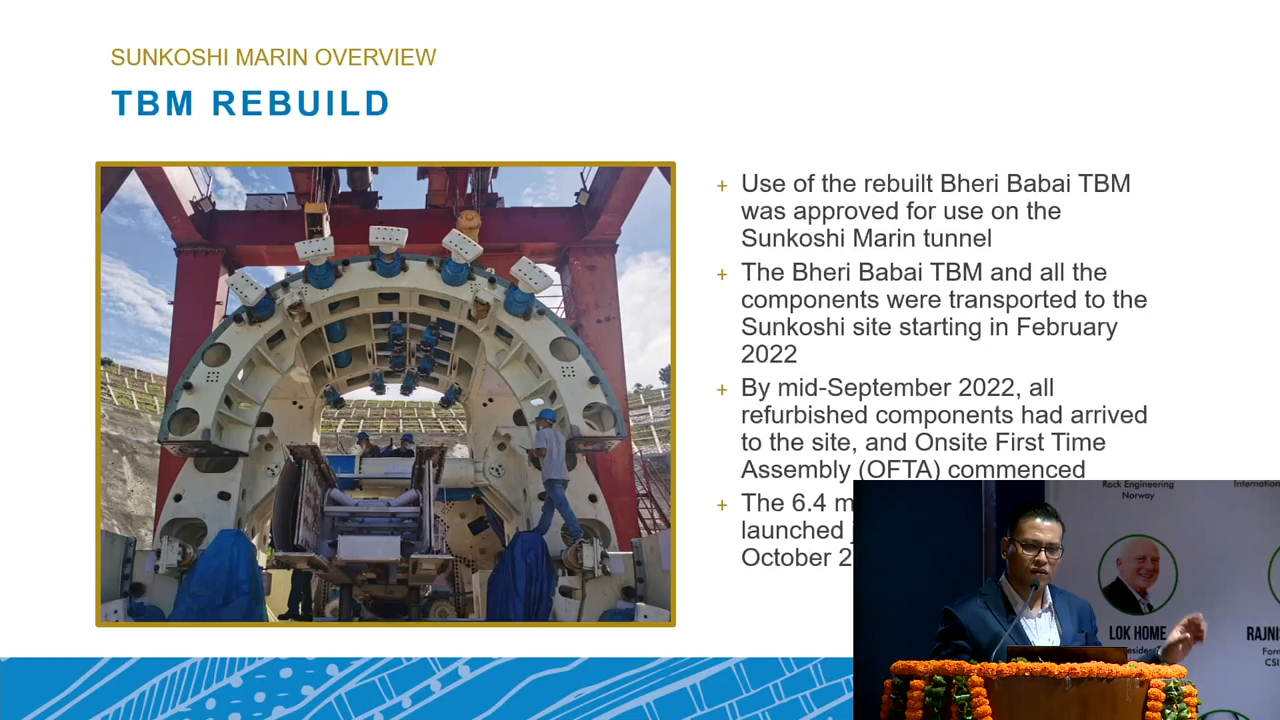 SUNKOSHI MARIN OVERVIEW
TBM REBUILD
+ Use of the rebuilt Bheri Babai TBM
was approved for use on the
Sunkoshi Marin tunnel
+ The Bheri Babai TBM and all the
components were transported to the
Sunkoshi site starting in February
2022
+ By mid-September 2022, all
refurbished components had arrived
to the site, and Onsite First Time
Assembly (OFTA) commenced
+ The 6.4 m
launched
October 2
Rock Engineering
Norway
LOK HOME